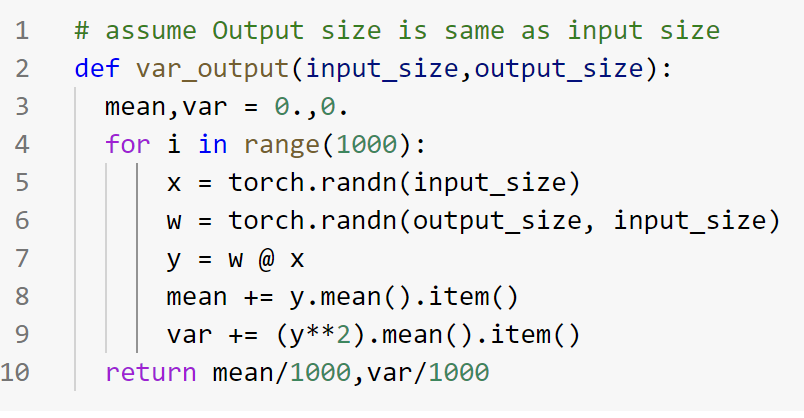 1 # assume Output size is same as input size
2 def var_output(input_size,output_size):
3 mean,var = 0.,0.
4 for i in range(1000):
5 x = torch.randn(input_size)
6 w = torch.randn(output_size, input_size)
7 y = w @ x
8 mean += y.mean().item()
9 var += (y**2).mean().item()
10 return mean/1000,var/1000